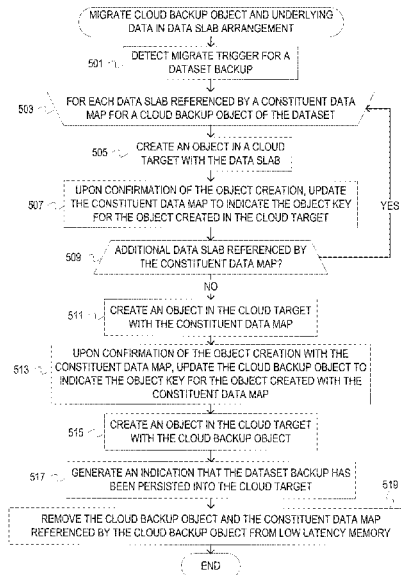 MIGRATE CLOUD BACKUP OBJECT AND UNDERLYING
DATA IN DATA SLAB ARRANGEMENT
501
DETECT MIGRATE TRIGGER FOR A
DATASET BACKUP
503
FOR EACH DATA SLAB REFERENCED BY A CONSTITUENT DATA
MAP FOR A CLOUD BACKUP OBJECT OF THE DATASET
505
CREATE AN OBJECT IN A CLOUD
TARGET WITH THE DATA SLAB
507
UPON CONFIRMATION OF THE OBJECT CREATION, UPDATE
THE CONSTITUENT DATA MAP TO INDICATE THE OBJECT KEY
FOR THE OBJECT CREATED IN THE CLOUD TARGET
YES
509
ADDITIONAL DATA SLAB REFERENCED BY
THE CONSTITUENT DATA MAP?
NO
511
CREATE AN OBJECT IN THE CLOUD TARGET
WITH THE CONSTITUENT DATA MAP
513
UPON CONFIRMATION OF THE OBJECT CREATION WITH THE
CONSTITUENT DATA MAP, UPDATE THE CLOUD BACKUP OBJECT TO
INDICATE THE OBJECT KEY FOR THE OBJECT CREATED WITH THE
CONSTITUENT DATA MAP
515
CREATE AN OBJECT IN THE CLOUD TARGET
WITH THE CLOUD BACKUP OBJECT
517
GENERATE AN INDICATION THAT THE DATASET BACKUP HAS
BEEN PERSISTED INTO THE CLOUD TARGET
519
REMOVE THE CLOUD BACKUP OBJECT AND THE CONSTITUENT DATA MAP
REFERENCED BY THE CLOUD BACKUP OBJECT FROM LOW LATENCY MEMORY
END